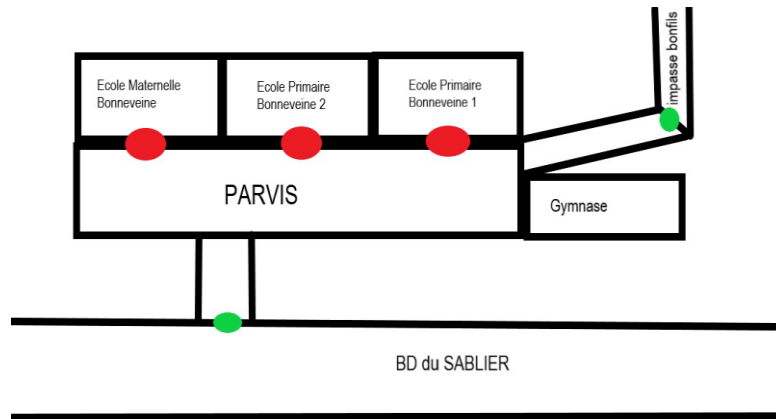 Ecole Maternelle
Bonneveine
Ecole Primaire
Bonneveine 2
Ecole Primaire
Bonneveine 1
impasse bonfils
PARVIS
Gymnase
BD du SABLIER